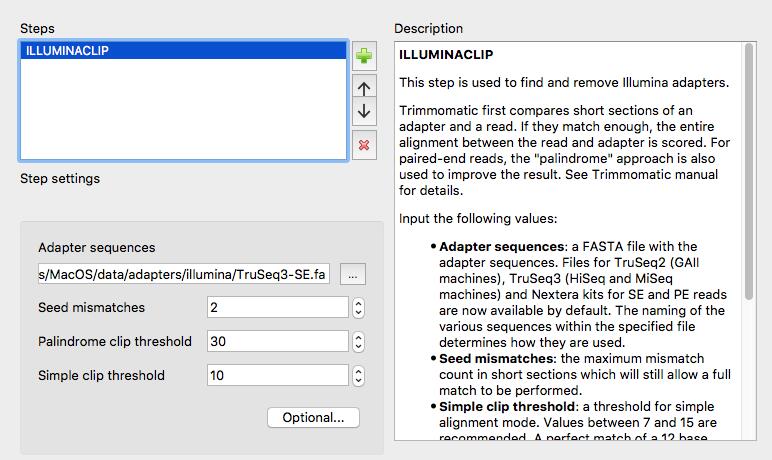 Steps
ILLUMINACLIP
Step settings
Adapter sequences
s/MacOS/data/adapters/illumina/TruSeq3-SE.fa
...
Seed mismatches
2
Palindrome clip threshold
30
Simple clip threshold
10
Optional...
Description
ILLUMINACLIP
This step is used to find and remove Illumina adapters.
Trimmomatic first compares short sections of an
adapter and a read. If they match enough, the entire
alignment between the read and adapter is scored. For
paired-end reads, the "palindrome" approach is also
used to improve the result. See Trimmomatic manual
for details.
Input the following values:
• Adapter sequences: a FASTA file with the
adapter sequences. Files for TruSeq2 (GAII
machines), TruSeq3 (HiSeq and MiSeq
machines) and Nextera kits for SE and PE reads
are now available by default. The naming of the
various sequences within the specified file
determines how they are used.
• Seed mismatches: the maximum mismatch
count in short sections which will still allow a full
match to be performed.
• Simple clip threshold: a threshold for simple
alignment mode. Values between 7 and 15 are
recommended. A perfect match of a 12 base